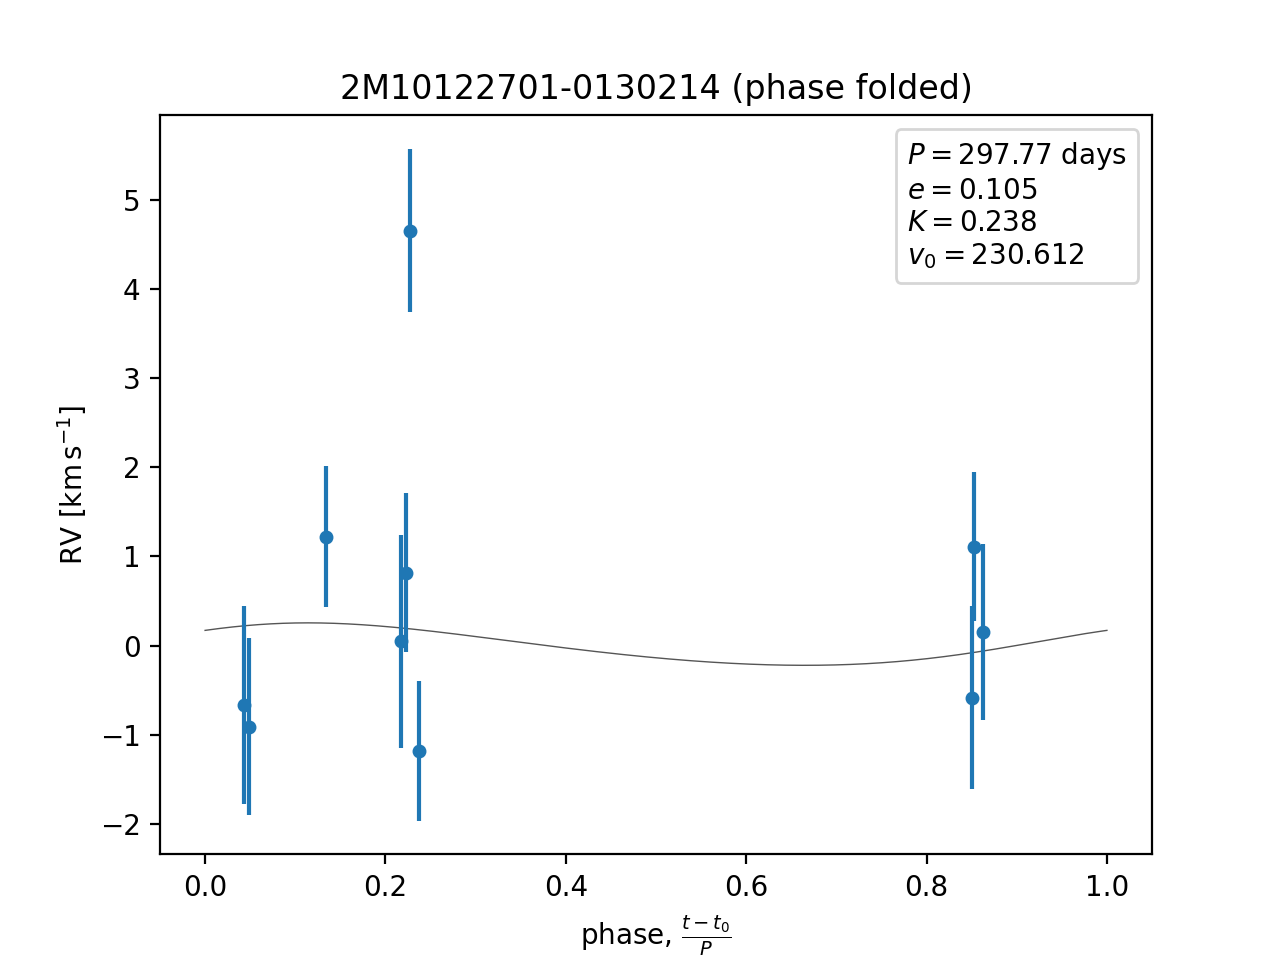 2M10122701-0130214 (phase folded)
P = 297.77 days
e = 0.105
K = 0.238
v₀ = 230.612
5
4
3
2
1
0
−1
−2
RV [km s⁻¹]
0.0 0.2 0.4 0.6 0.8 1.0
phase, (t − t₀)/P